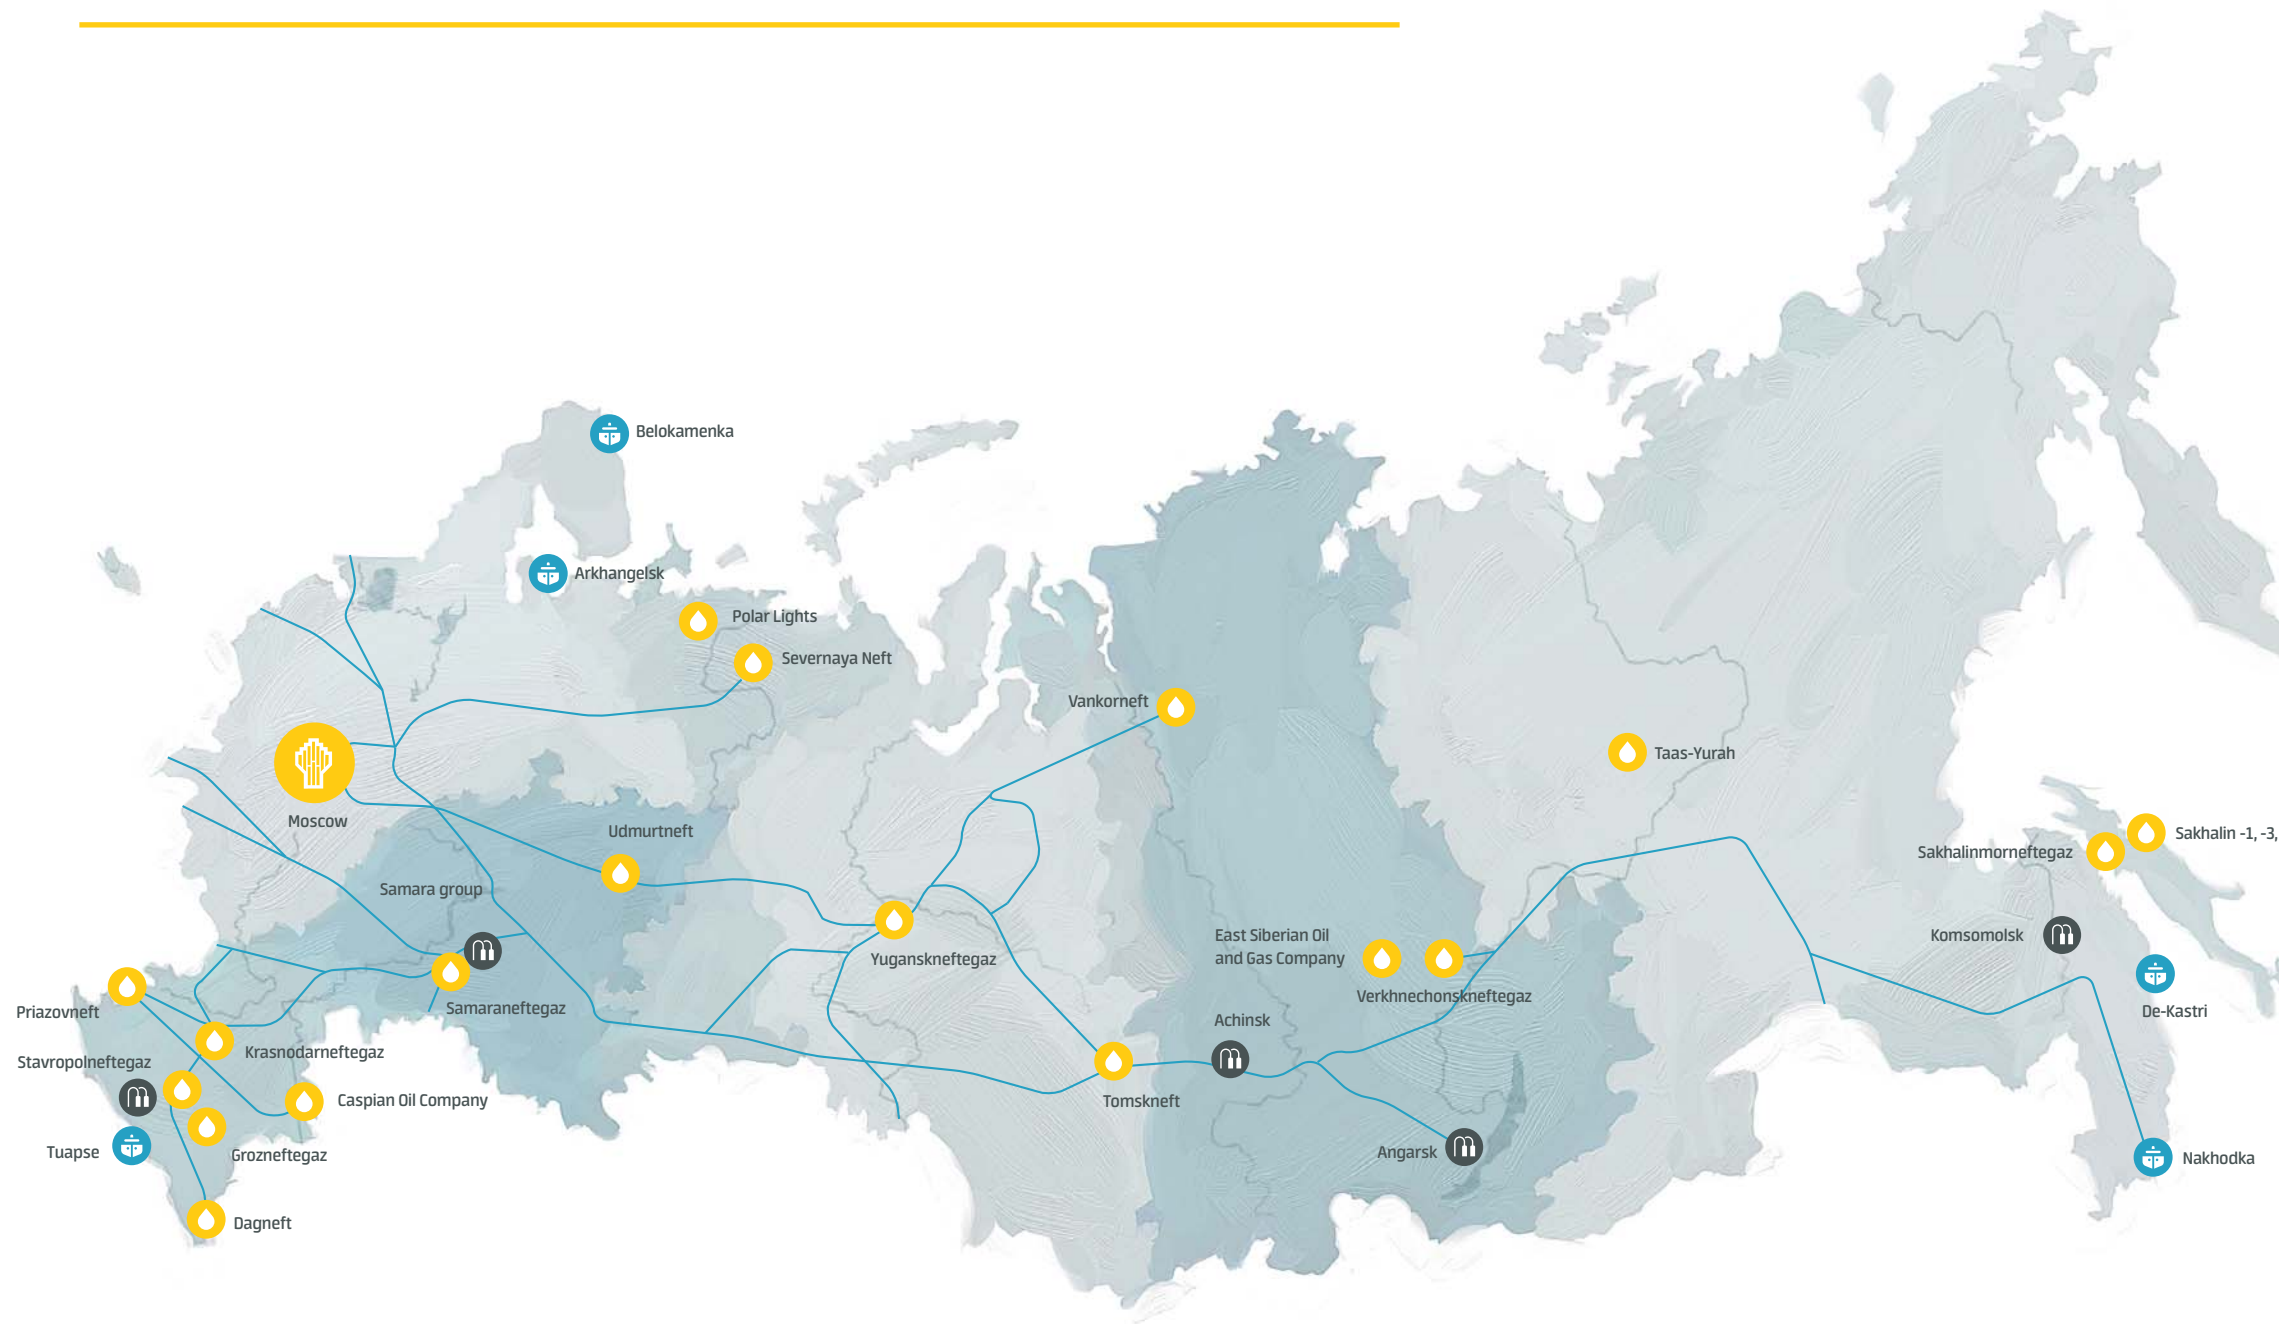 Belokamenka
Arkhangelsk
Polar Lights
Severnaya Neft
Vankorneft
Taas-Yurah
Moscow
Udmurtneft
Sakhalin -1, -3,
Sakhalinmorneftegaz
Samara group
Komsomolsk
East Siberian Oil
and Gas Company
Yuganskneftegaz
Verkhnechonskneftegaz
Samaraneftegaz
Priazovneft
De-Kastri
Achinsk
Krasnodarneftegaz
Stavropolneftegaz
Caspian Oil Company
Tomskneft
Tuapse
Grozneftegaz
Angarsk
Nakhodka
Dagneft